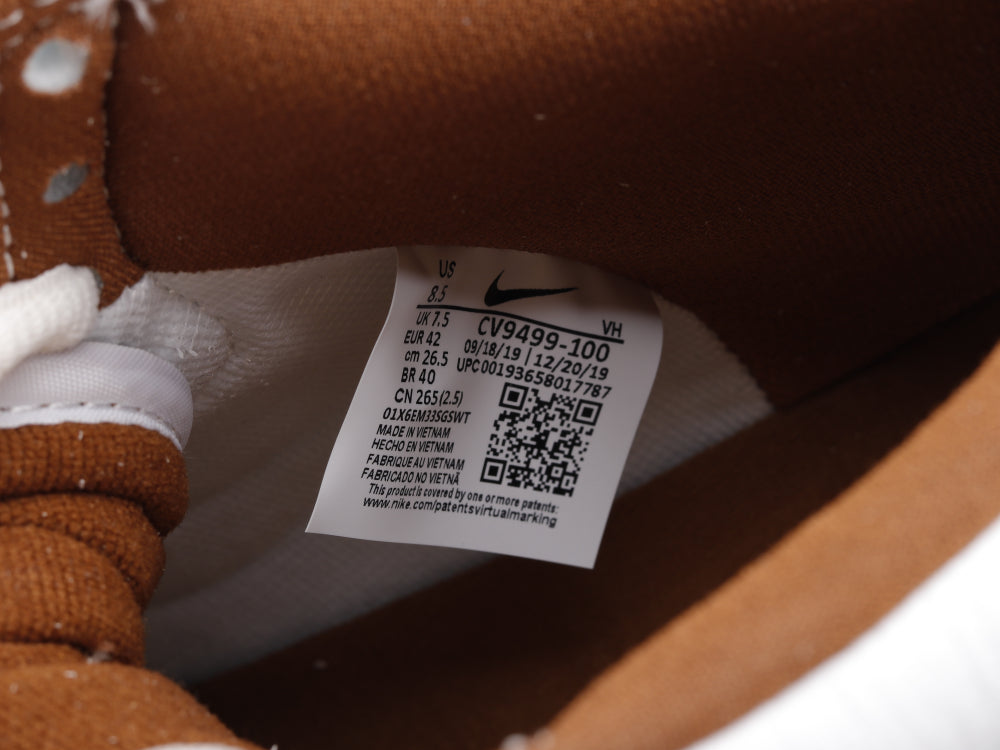 US
8.5
UK 7.5
EUR 42
cm 26.5
BR 40
CN 265(2.5)
01X6EM33SGSWT
MADE IN VIETNAM
HECHO EN VIETNAM
FABRIQUE AU VIETNAM
FABRICADO NO VIETNÃ
VH
CV9499-100
09/18/19 | 12/20/19
UPC 00193658017787
This product is covered by one or more patents:
www.nike.com/patentsvirtualmarking